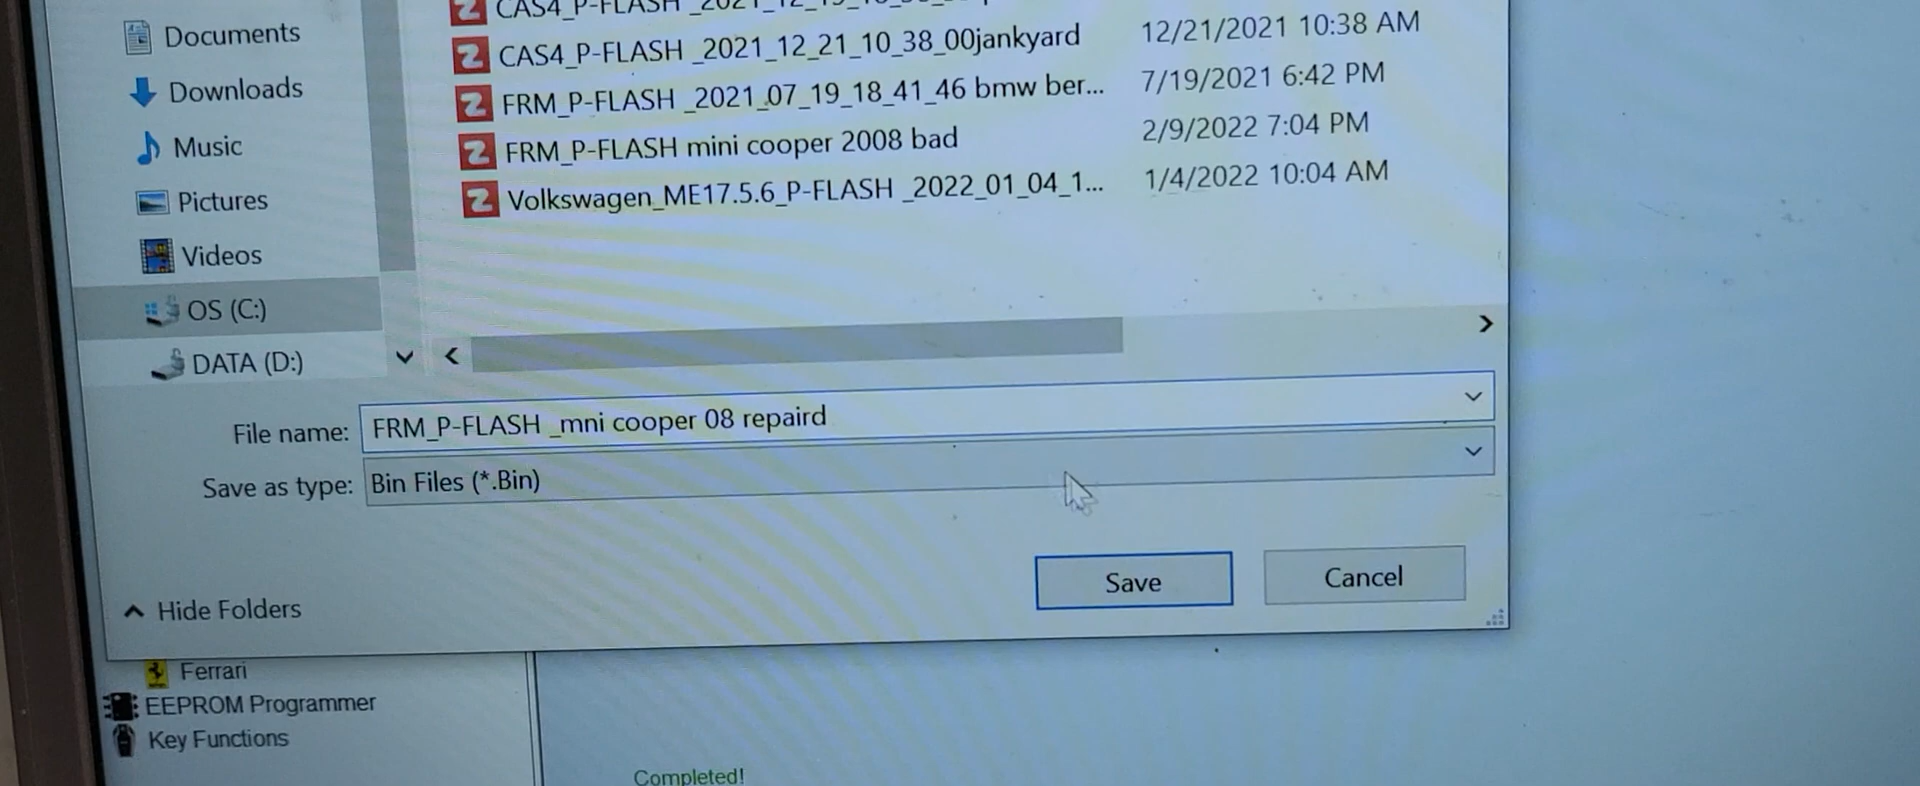 Documents
Downloads
Music
Pictures
Videos
OS (C:)
DATA (D:)
CAS4_P-FLASH _2021_12_
CAS4_P-FLASH _2021_12_21_10_38_00jankyard 12/21/2021 10:38 AM
FRM_P-FLASH _2021_07_19_18_41_46 bmw ber... 7/19/2021 6:42 PM
FRM_P-FLASH mini cooper 2008 bad 2/9/2022 7:04 PM
Volkswagen_ME17.5.6_P-FLASH _2022_01_04_1... 1/4/2022 10:04 AM
File name: FRM_P-FLASH _mni cooper 08 repaird
Save as type: Bin Files (*.Bin)
Save Cancel
Hide Folders
Ferrari
EEPROM Programmer
Key Functions
Completed!